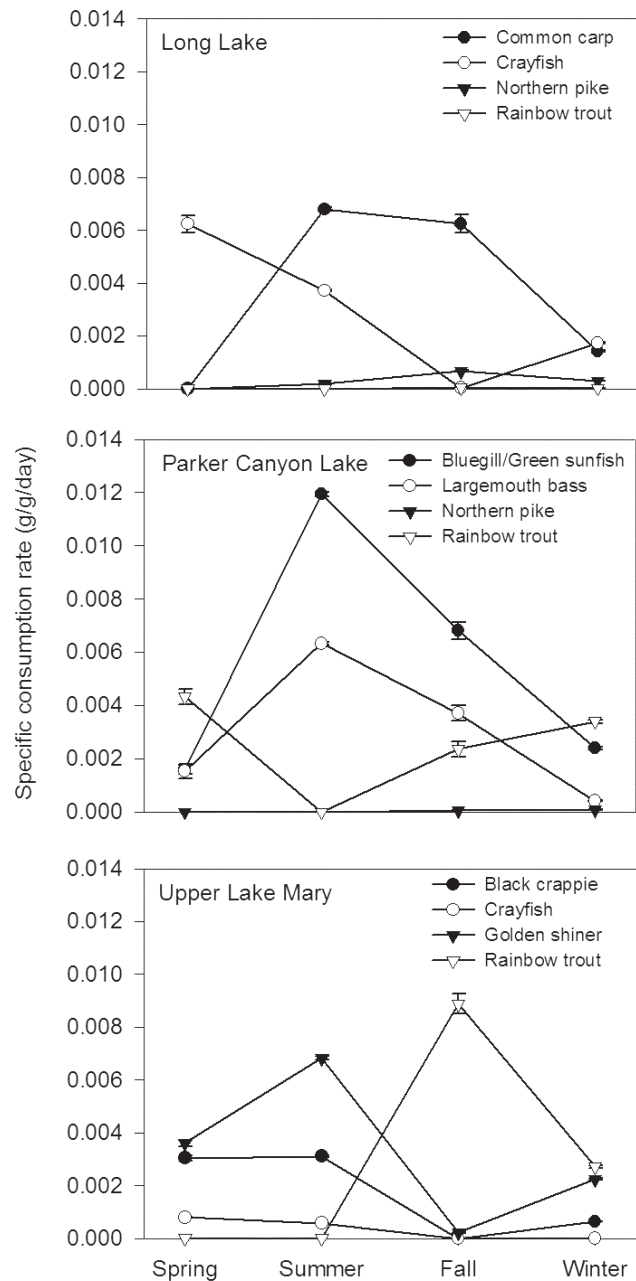 Specific consumption rate (g/g/day)
0.014
0.012
0.010
0.008
0.006
0.004
0.002
0.000
Long Lake
Common carp
Crayfish
Northern pike
Rainbow trout
0.014
0.012
0.010
0.008
0.006
0.004
0.002
0.000
Parker Canyon Lake
Bluegill/Green sunfish
Largemouth bass
Northern pike
Rainbow trout
0.014
0.012
0.010
0.008
0.006
0.004
0.002
0.000
Upper Lake Mary
Black crappie
Crayfish
Golden shiner
Rainbow trout
Spring Summer Fall Winter